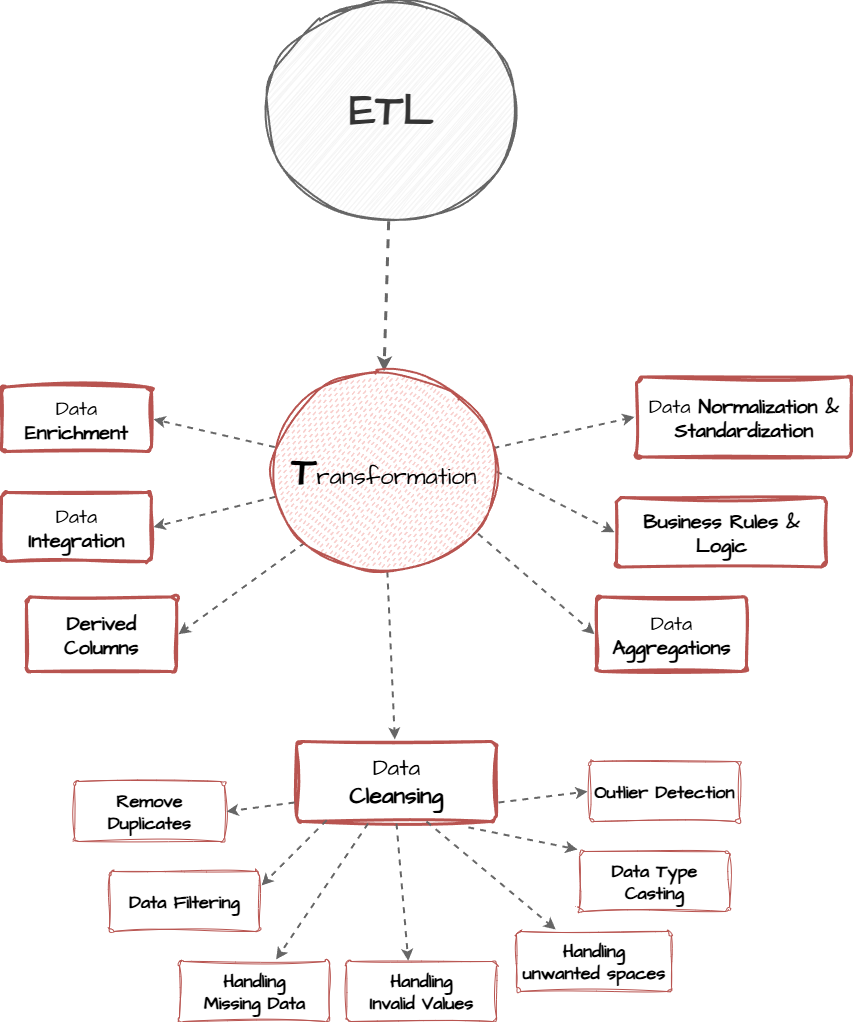 ETL
Transformation
Data
Enrichment
Data
Integration
Derived
Columns
Data Normalization &
Standardization
Business Rules &
Logic
Data
Aggregations
Data
Cleansing
Remove
Duplicates
Data Filtering
Handling
Missing Data
Handling
Invalid Values
Handling
unwanted spaces
Data Type
Casting
Outlier Detection